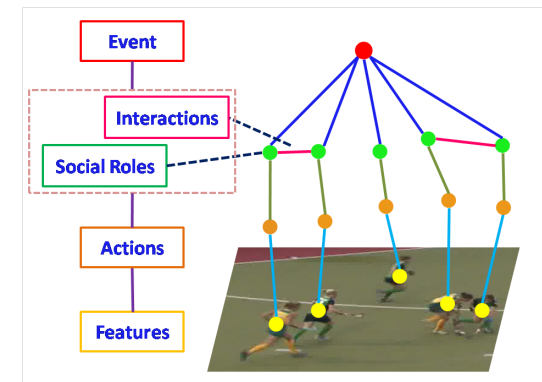 Event
Interactions
Social Roles
Actions
Features